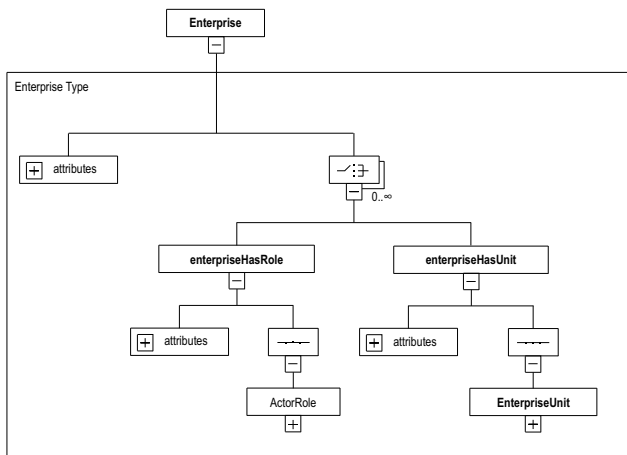 Enterprise
Enterprise Type
attributes
0..∞
enterpriseHasRole
enterpriseHasUnit
attributes
attributes
ActorRole
EnterpriseUnit